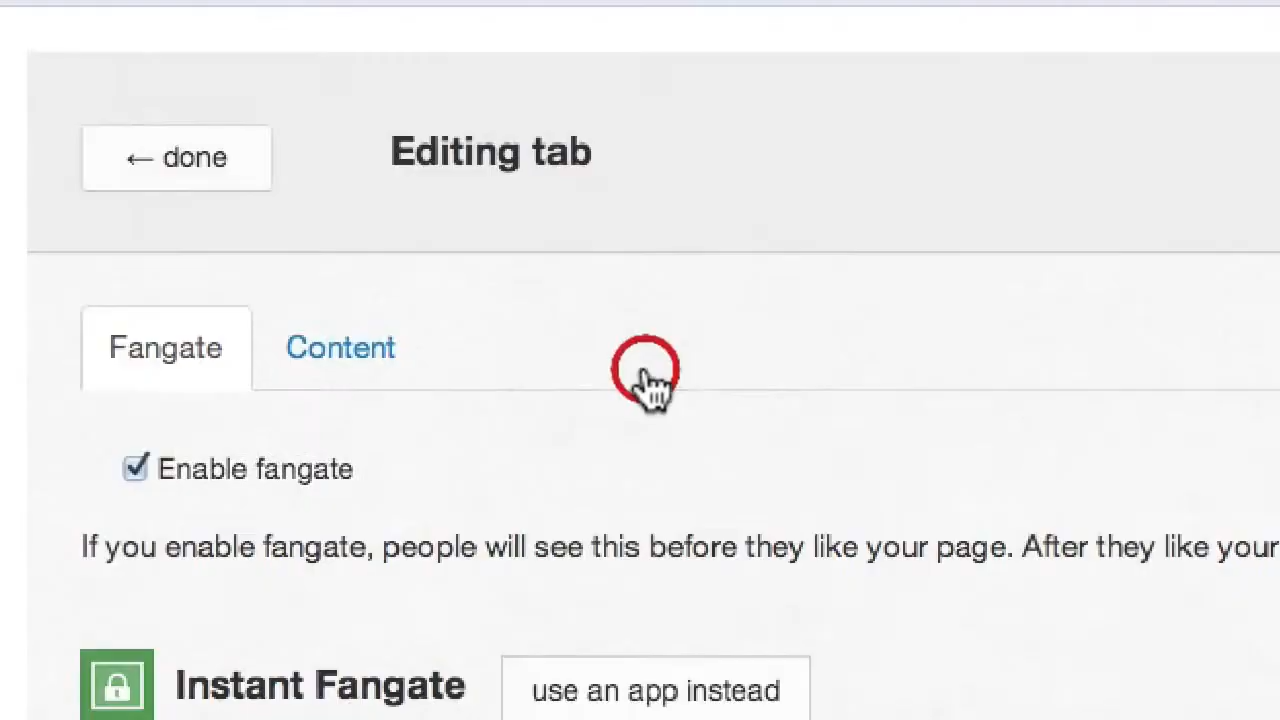 ← done
Editing tab
Fangate
Content
Enable fangate
If you enable fangate, people will see this before they like your page. After they like your
Instant Fangate
use an app instead